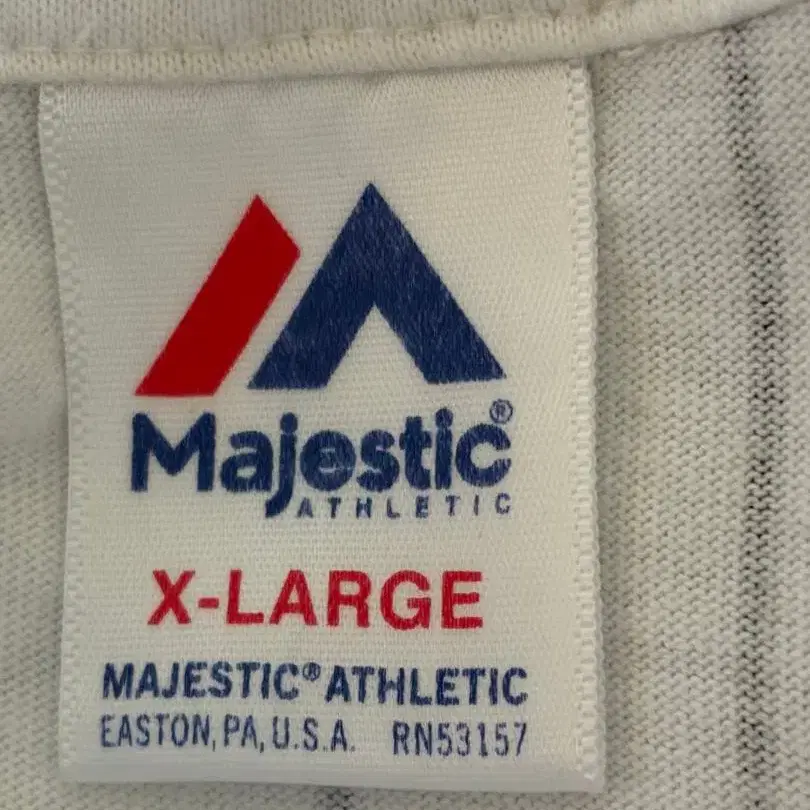 Majestic®
ATHLETIC
X-LARGE
MAJESTIC® ATHLETIC
EASTON, PA, U.S.A. RN53157